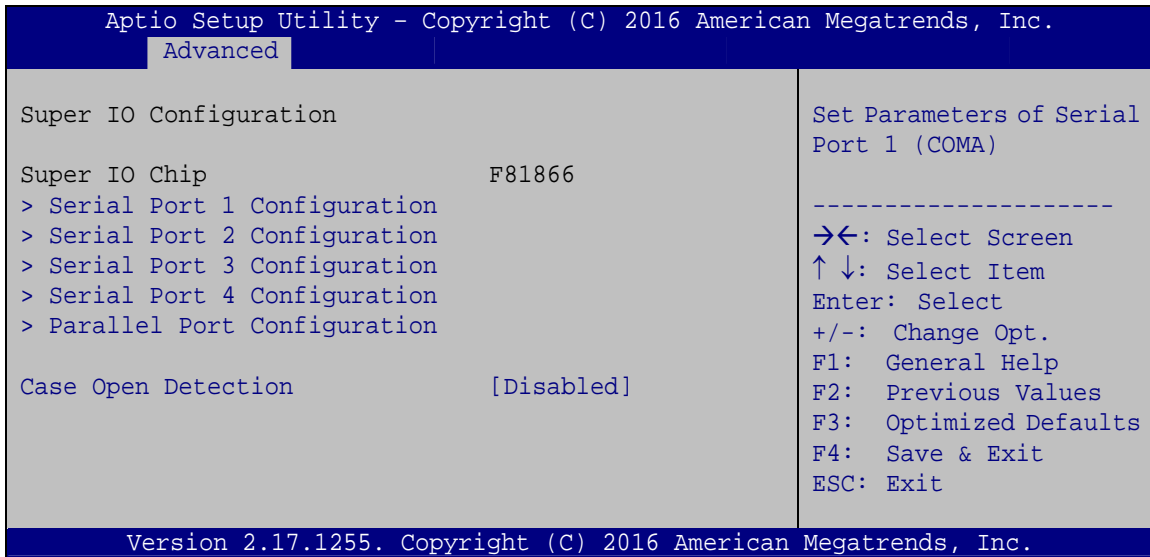 Aptio Setup Utility – Copyright (C) 2016 American Megatrends, Inc.
Advanced
Super IO Configuration
Super IO Chip F81866
> Serial Port 1 Configuration
> Serial Port 2 Configuration
> Serial Port 3 Configuration
> Serial Port 4 Configuration
> Parallel Port Configuration
Case Open Detection [Disabled]
Set Parameters of Serial
Port 1 (COMA)
---------------------
→←: Select Screen
↑ ↓: Select Item
Enter: Select
+/-: Change Opt.
F1: General Help
F2: Previous Values
F3: Optimized Defaults
F4: Save & Exit
ESC: Exit
Version 2.17.1255. Copyright (C) 2016 American Megatrends, Inc.